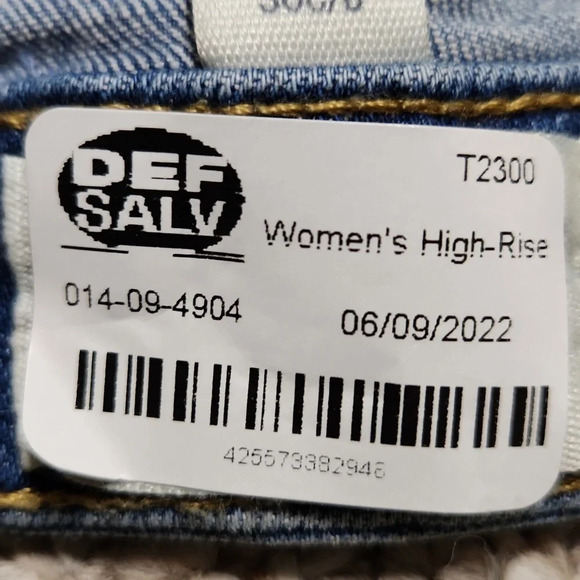 DEF
SALV
T2300
Women's High-Rise
014-09-4904
06/09/2022
425573382946